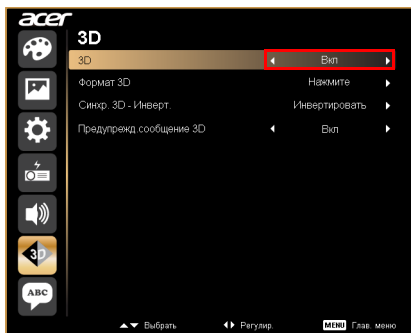 acer
3D
3D Вкл
Формат 3D Нажмите
Синхр. 3D - Инверт. Инвертировать
Предупрежд.сообщение 3D Вкл
3D
ABC
Выбрать Регулир. MENU Глав. меню